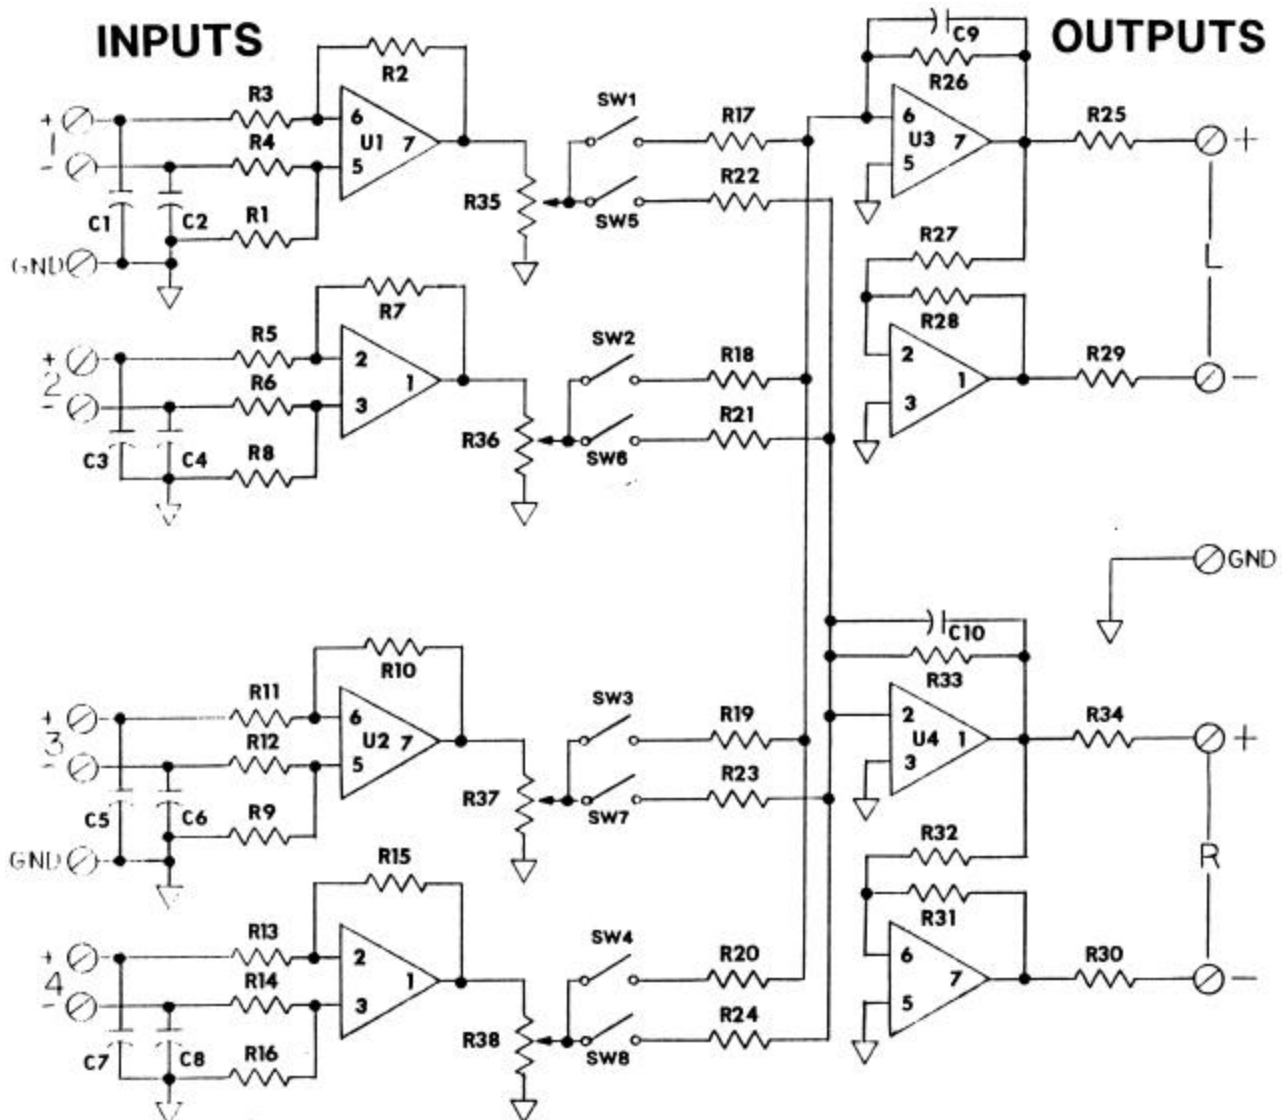 INPUTS
OUTPUTS
C9
R26
R2
+
1
-
R3
R4
R1
C1
C2
GND
6
5
U1
7
R35
SW1
SW5
R17
R22
6
5
U3
7
R25
+
L
R27
R28
2
3
1
R29
-
+
2
-
R5
R6
R8
C3
C4
R7
2
3
1
R36
SW2
SW6
R18
R21
GND
+
3
-
R11
R12
R9
C5
C6
GND
R10
6
5
U2
7
R37
SW3
SW7
R19
R23
C10
R33
2
3
U4
1
R34
+
R
R32
R31
6
5
7
R30
-
+
4
-
R13
R14
R16
C7
C8
R15
2
3
1
R38
SW4
SW8
R20
R24